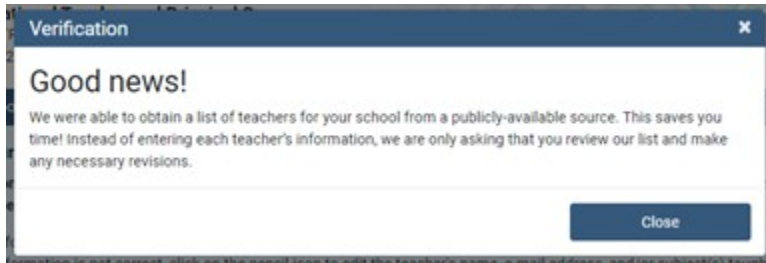 Verification
Good news!
We were able to obtain a list of teachers for your school from a publicly-available source. This saves you
time! Instead of entering each teacher's information, we are only asking that you review our list and make
any necessary revisions.
Close